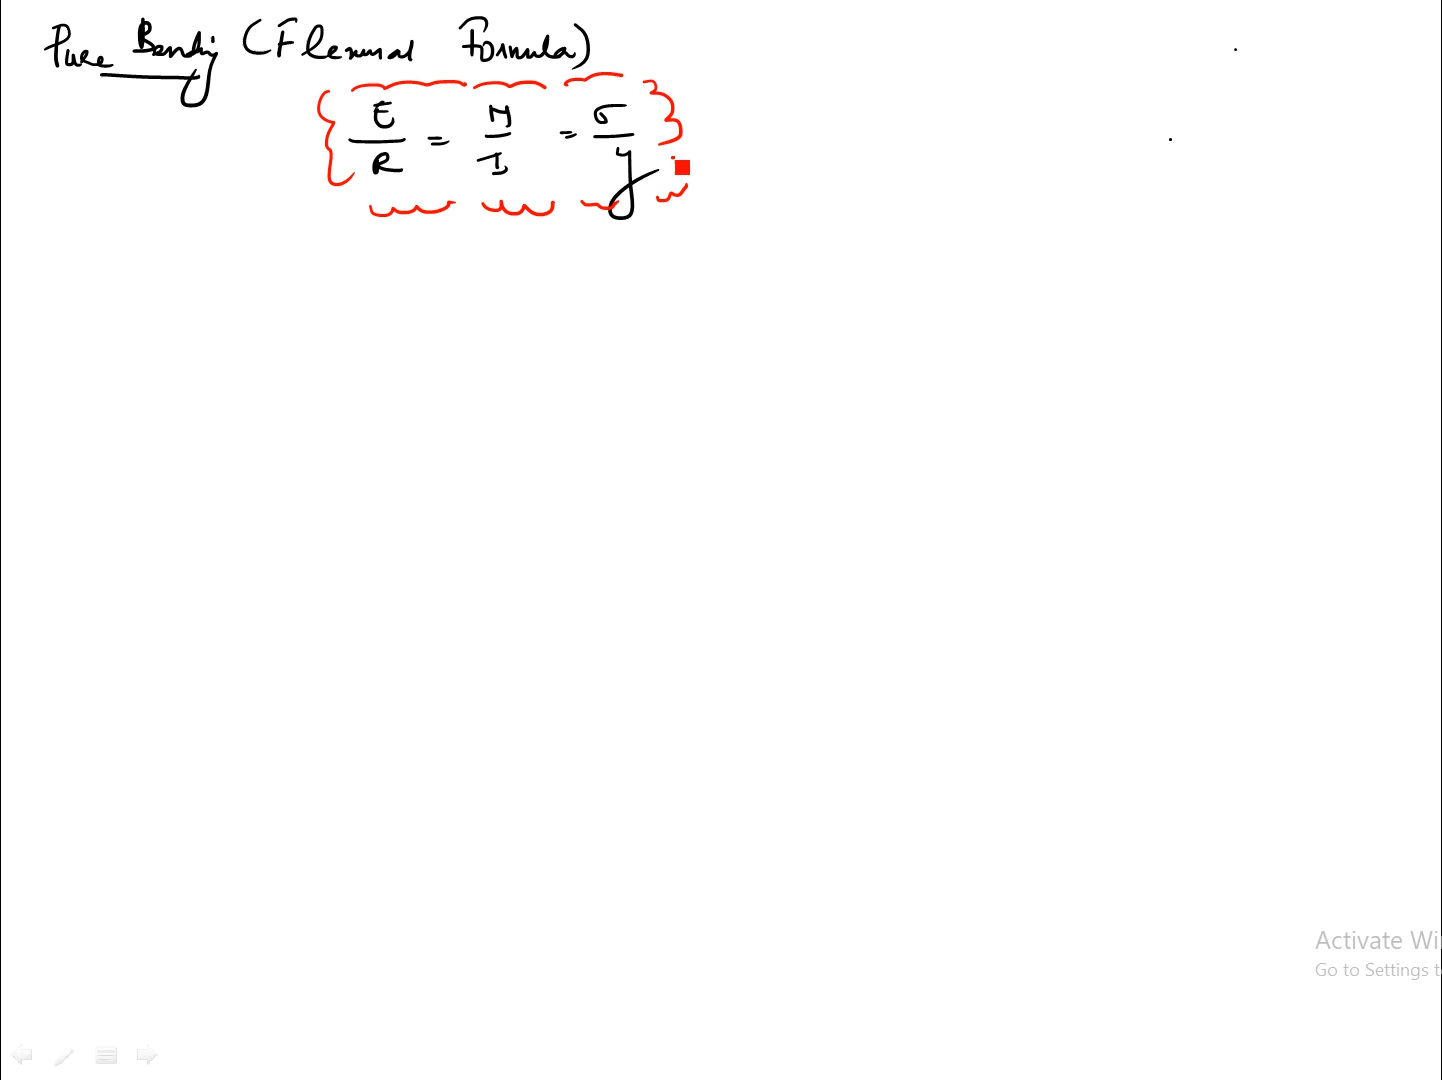 Pure Bending (Flexural Formula)
E/R = M/I = σ/y
Activate Wi
Go to Settings t